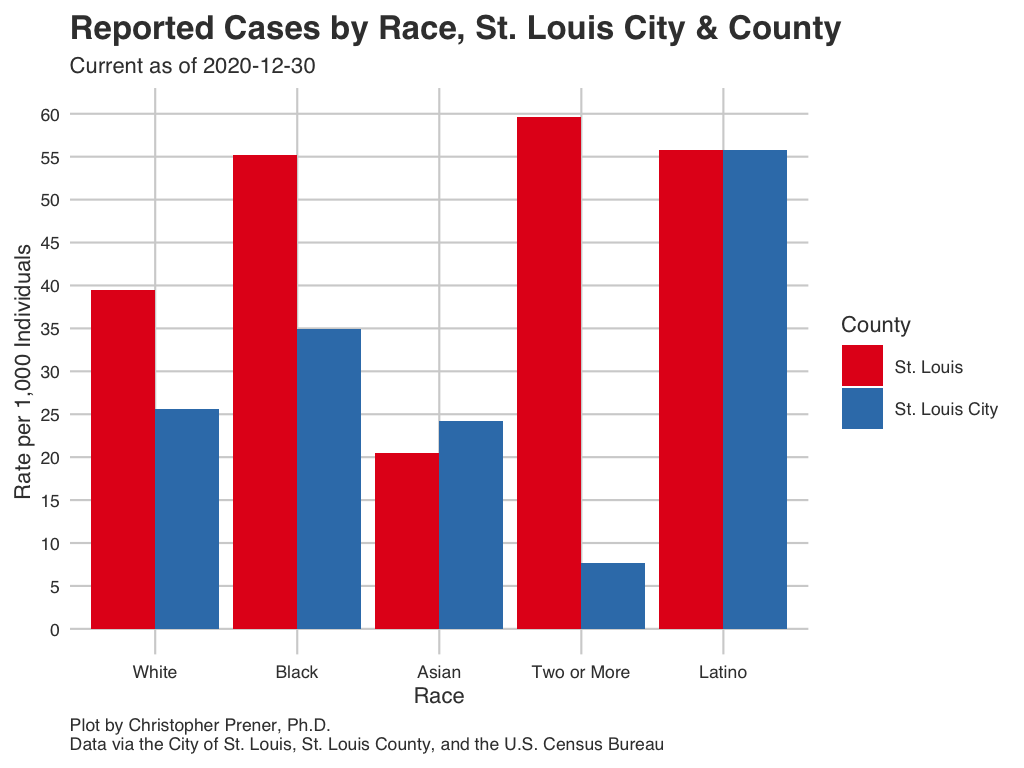 Reported Cases by Race, St. Louis City & County
Current as of 2020-12-30
Rate per 1,000 Individuals
60
55
50
45
40
35
30
25
20
15
10
5
0
White Black Asian Two or More Latino
Race
County
St. Louis
St. Louis City
Plot by Christopher Prener, Ph.D.
Data via the City of St. Louis, St. Louis County, and the U.S. Census Bureau